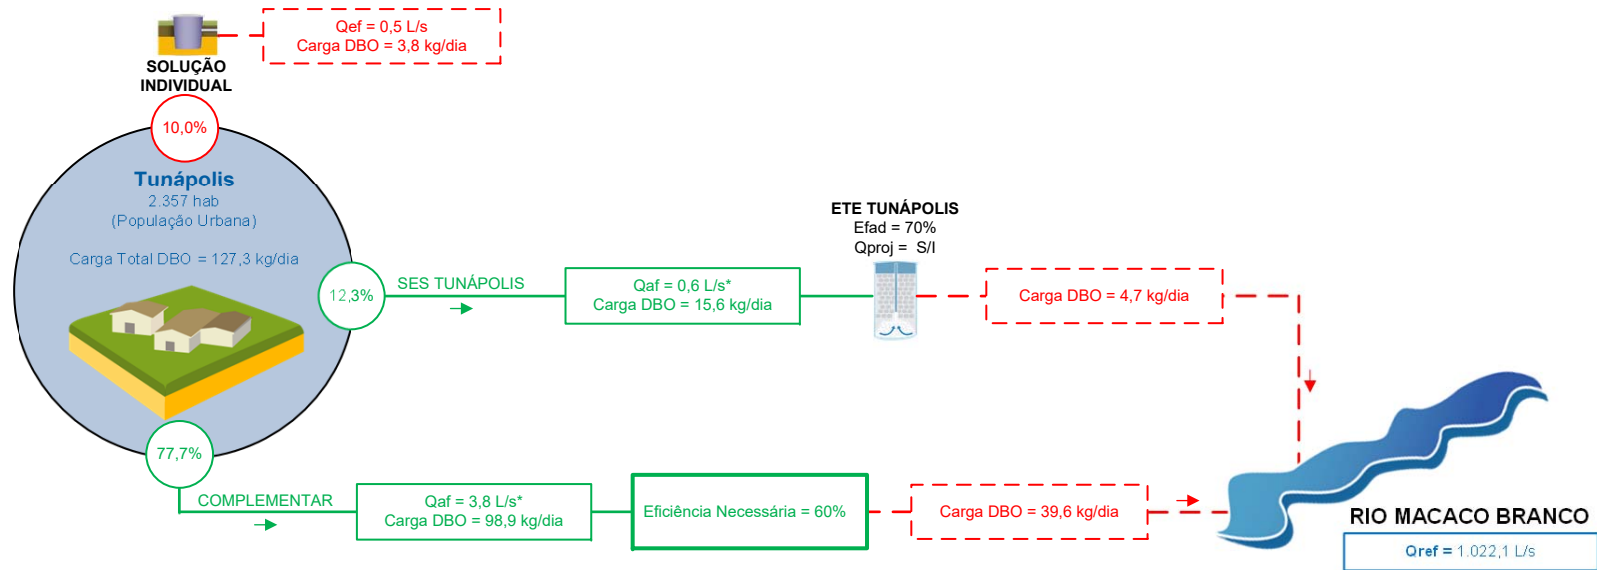 Qef = 0,5 L/s
Carga DBO = 3,8 kg/dia
SOLUÇÃO
INDIVIDUAL
10,0%
Tunápolis
2.357 hab
(População Urbana)
Carga Total DBO = 127,3 kg/dia
12,3%
SES TUNÁPOLIS
Qaf = 0,6 L/s*
Carga DBO = 15,6 kg/dia
ETE TUNÁPOLIS
Efad = 70%
Qproj = S/I
Carga DBO = 4,7 kg/dia
77,7%
COMPLEMENTAR
Qaf = 3,8 L/s*
Carga DBO = 98,9 kg/dia
Eficiência Necessária = 60%
Carga DBO = 39,6 kg/dia
RIO MACACO BRANCO
Qref = 1.022,1 L/s